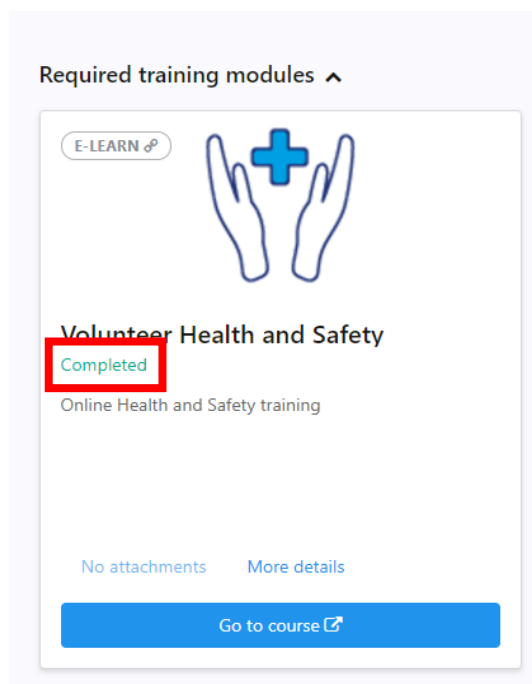 Required training modules
E-LEARN
Volunteer Health and Safety
Completed
Online Health and Safety training
No attachments
More details
Go to course